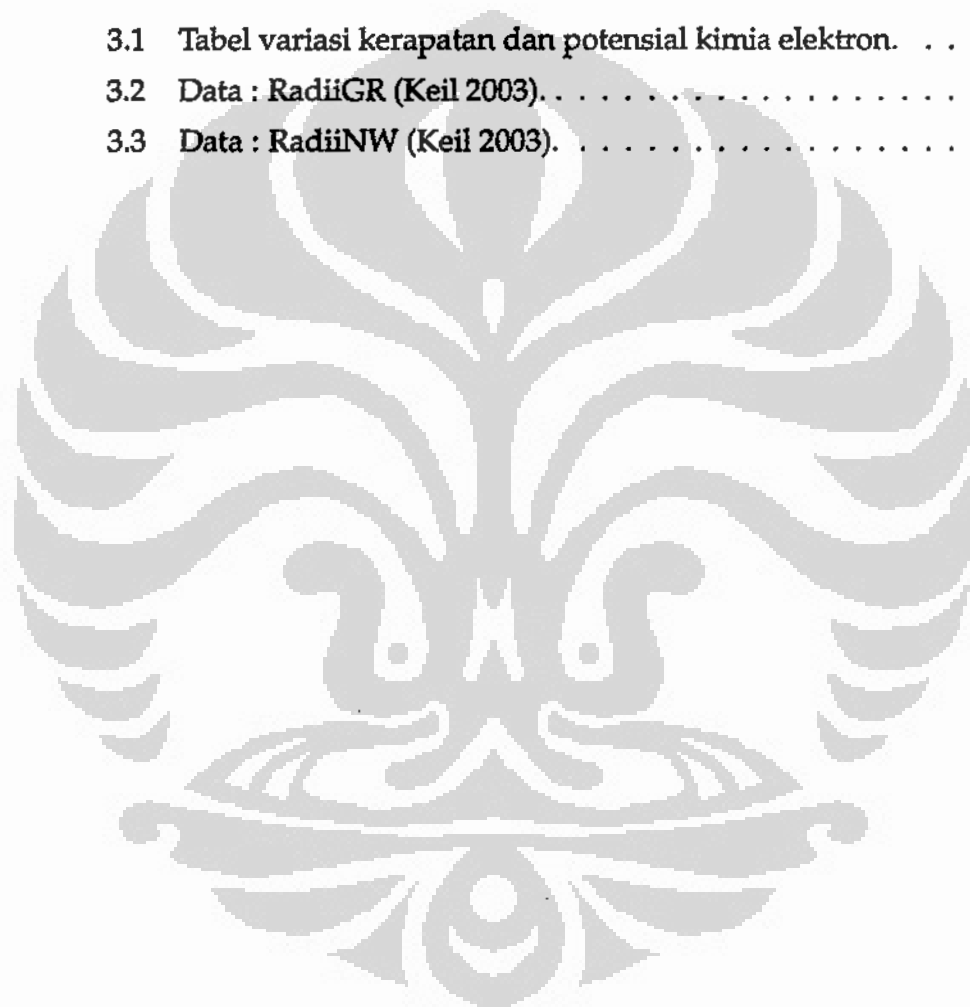 3.1 Tabel variasi kerapatan dan potensial kimia elektron. . .
3.2 Data : RadiiGR (Keil 2003). . . . . . . . . . . . . . . . . . .
3.3 Data : RadiiNW (Keil 2003). . . . . . . . . . . . . . . . . .